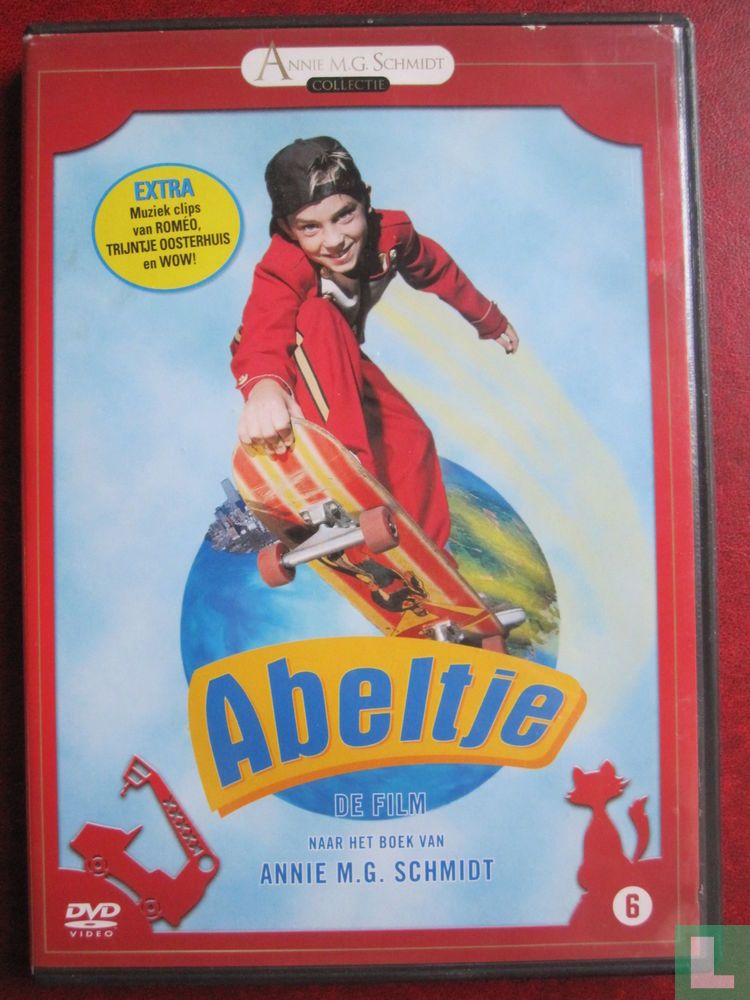 ANNIE M.G. SCHMIDT
COLLECTIE
EXTRA
Muziek clips
van ROMÉO,
TRIJNTJE OOSTERHUIS
en WOW!
Abeltje
DE FILM
NAAR HET BOEK VAN
ANNIE M.G. SCHMIDT
DVD
VIDEO
6
L